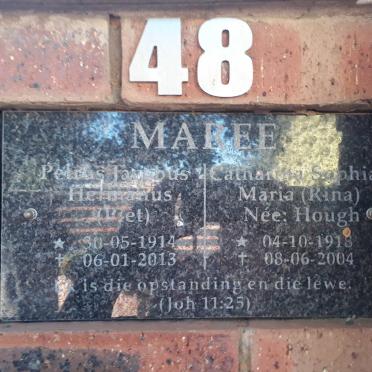 48
MAREE
Petrus Jacobus
Hermanus
(Piet)
★ 30-05-1914
✝ 06-01-2013
Catharina Sophia
Maria (Rina)
Née: Hough
★ 04-10-1918
✝ 08-06-2004
is die opstanding en die lewe.
(Joh 11:25)